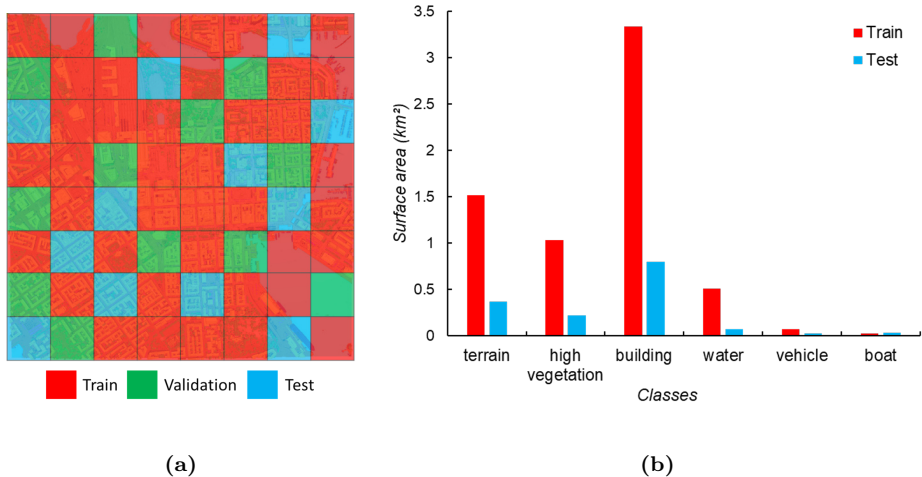 Train
Validation
Test
(a)
3.5
3
2.5
2
1.5
1
0.5
0
Surface area (km²)
Train
Test
terrain
high
vegetation
building
water
vehicle
boat
Classes
(b)